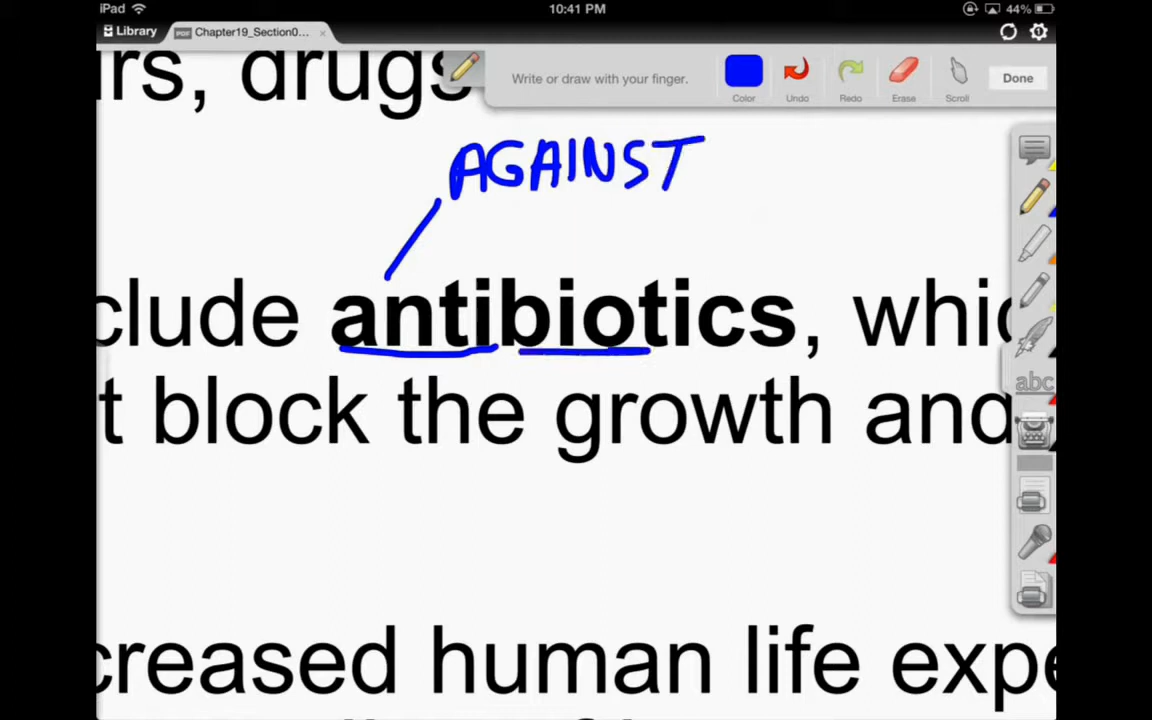 iPad 10:41 PM 44%
Library Chapter19_Section0... ×
Write or draw with your finger. Color Undo Redo Erase Scroll Done
rs, drugs
AGAINST
clude antibiotics, whic
t block the growth and
abc
creased human life expe